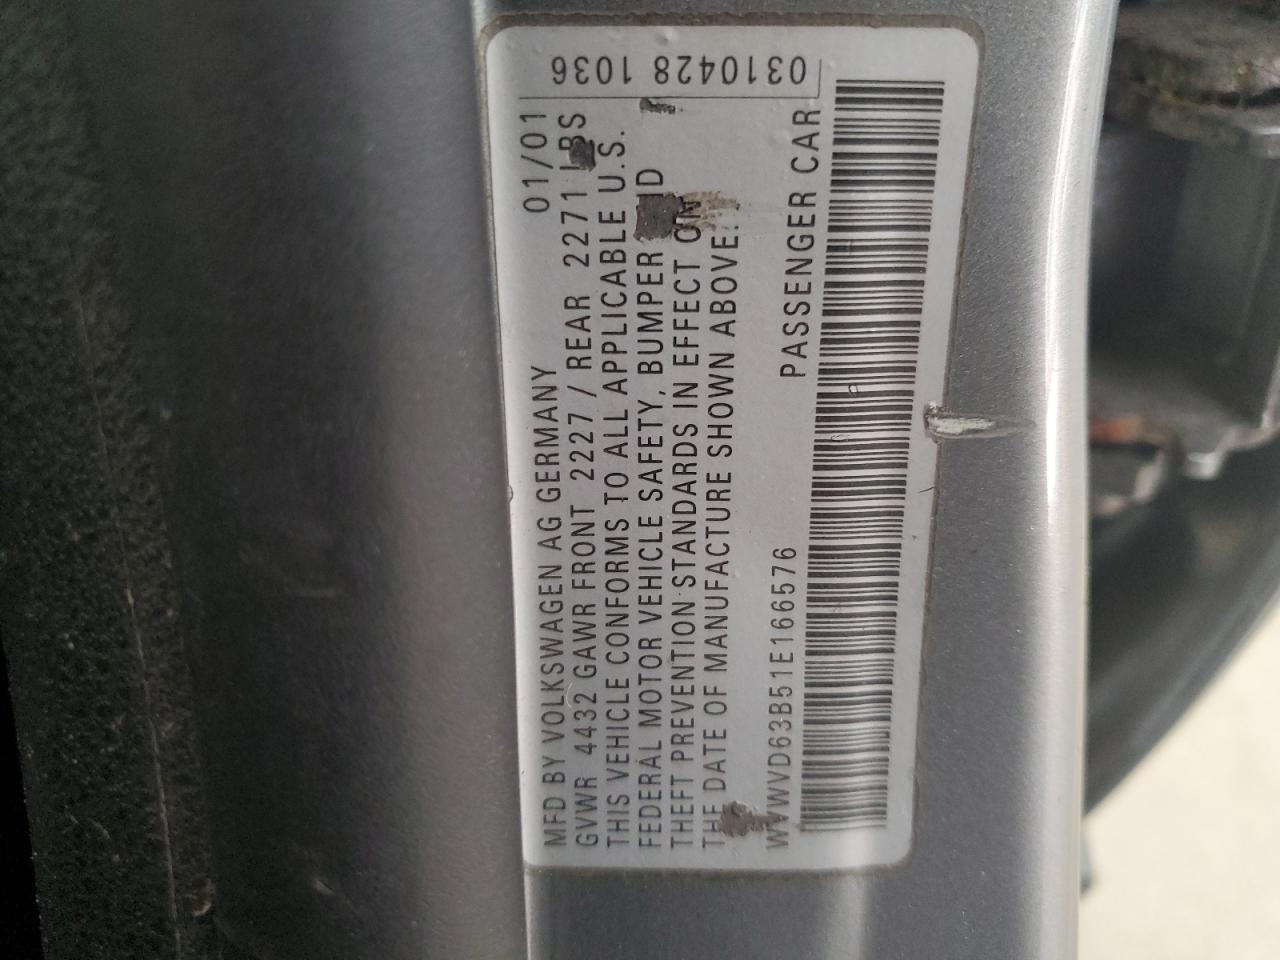 MFD BY VOLKSWAGEN AG GERMANY 01/01
GVWR 4432 GAWR FRONT 2227 / REAR 2271 LBS
THIS VEHICLE CONFORMS TO ALL APPLICABLE U.S.
FEDERAL MOTOR VEHICLE SAFETY, BUMPER
THEFT PREVENTION STANDARDS IN EFFECT ON
THE DATE OF MANUFACTURE SHOWN ABOVE.
WVWVD63B51E166576 PASSENGER CAR
0310428 1036